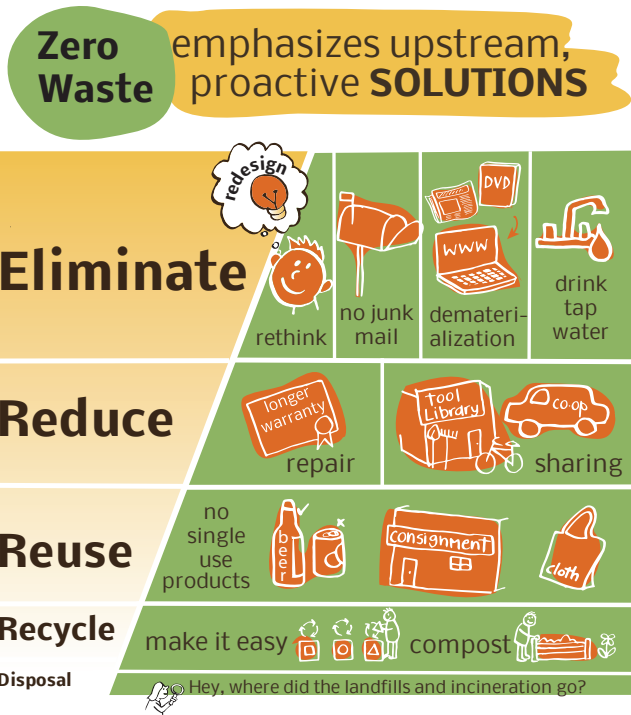 Zero
Waste
emphasizes upstream,
proactive SOLUTIONS
redesign
Eliminate
rethink
no junk
mail
DVD
WWW
demateri-
alization
drink
tap
water
Reduce
longer
warranty
repair
tool
Library
co·op
sharing
Reuse
no
single
use
products
beer
consignment
cloth
Recycle
make it easy
compost
Disposal
Hey, where did the landfills and incineration go?